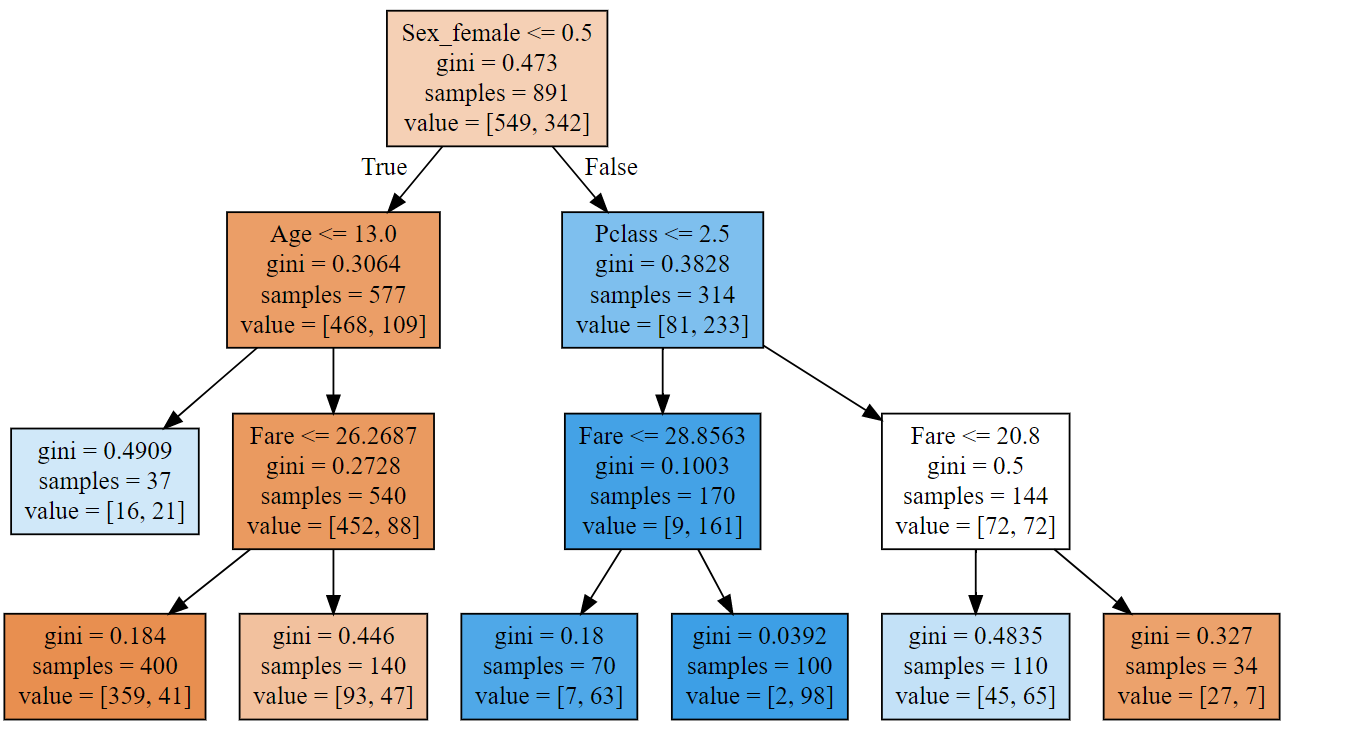 Sex_female <= 0.5
gini = 0.473
samples = 891
value = [549, 342]
True
False
Age <= 13.0
gini = 0.3064
samples = 577
value = [468, 109]
Pclass <= 2.5
gini = 0.3828
samples = 314
value = [81, 233]
gini = 0.4909
samples = 37
value = [16, 21]
Fare <= 26.2687
gini = 0.2728
samples = 540
value = [452, 88]
Fare <= 28.8563
gini = 0.1003
samples = 170
value = [9, 161]
Fare <= 20.8
gini = 0.5
samples = 144
value = [72, 72]
gini = 0.184
samples = 400
value = [359, 41]
gini = 0.446
samples = 140
value = [93, 47]
gini = 0.18
samples = 70
value = [7, 63]
gini = 0.0392
samples = 100
value = [2, 98]
gini = 0.4835
samples = 110
value = [45, 65]
gini = 0.327
samples = 34
value = [27, 7]